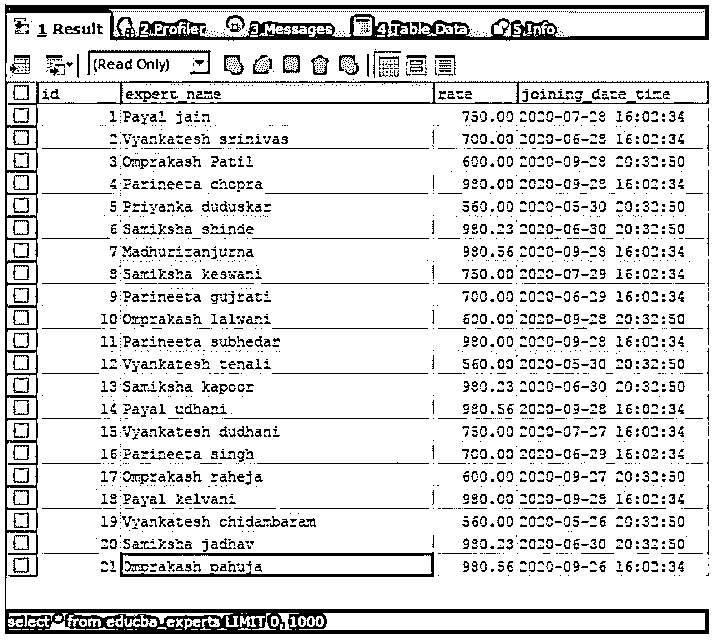 1 Result 2 Profiler 3 Messages 4 Table Data 5 Info
(Read Only)
id expert_name rate joining_date_time
1 Payal jain 750.00 2020-07-28 16:02:34
2 Vyankatesh srinivas 700.00 2020-06-28 16:02:34
3 Omprakash Patil 600.00 2020-09-28 20:32:50
4 Parineeta chopra 980.00 2020-09-28 16:02:34
5 Priyanka duduskar 560.00 2020-05-30 20:32:50
6 Samiksha shinde 980.23 2020-06-30 20:32:50
7 Madhurizanjurna 980.56 2020-09-28 16:02:34
8 Samiksha keswani 750.00 2020-07-29 16:02:34
9 Parineeta gujrati 700.00 2020-06-29 16:02:34
10 Omprakash lalwani 600.00 2020-09-28 20:32:50
11 Parineeta subhedar 980.00 2020-09-28 16:02:34
12 Vyankatesh tenali 560.00 2020-05-30 20:32:50
13 Samiksha kapoor 980.23 2020-06-30 20:32:50
14 Payal udhani 980.56 2020-09-28 16:02:34
15 Vyankatesh dudhani 750.00 2020-07-27 16:02:34
16 Parineeta singh 700.00 2020-06-29 16:02:34
17 Omprakash raheja 600.00 2020-09-27 20:32:50
18 Payal kelvani 980.00 2020-09-28 16:02:34
19 Vyankatesh chidambaram 560.00 2020-05-26 20:32:50
20 Samiksha jadhav 980.23 2020-06-30 20:32:50
21 Omprakash pahuja 980.56 2020-09-26 16:02:34
select * from educba_experts LIMIT 0, 1000